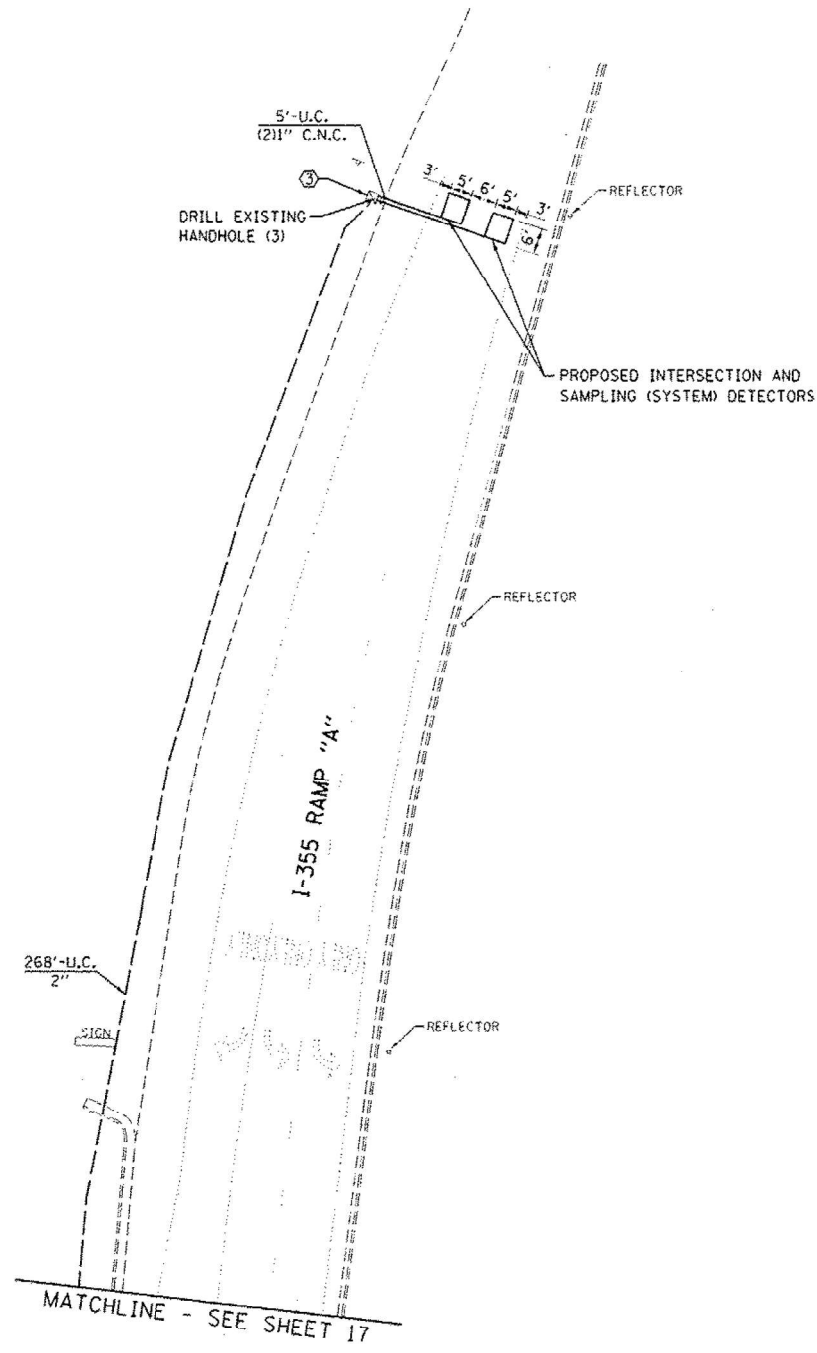 5'-U.C.
(2)1" C.N.C.
3
DRILL EXISTING
HANDHOLE (3)
3'
5'
6'
5'
3'
6'
REFLECTOR
PROPOSED INTERSECTION AND
SAMPLING (SYSTEM) DETECTORS
REFLECTOR
I-355 RAMP "A"
268'-U.C.
2"
SIGN
REFLECTOR
MATCHLINE - SEE SHEET 17